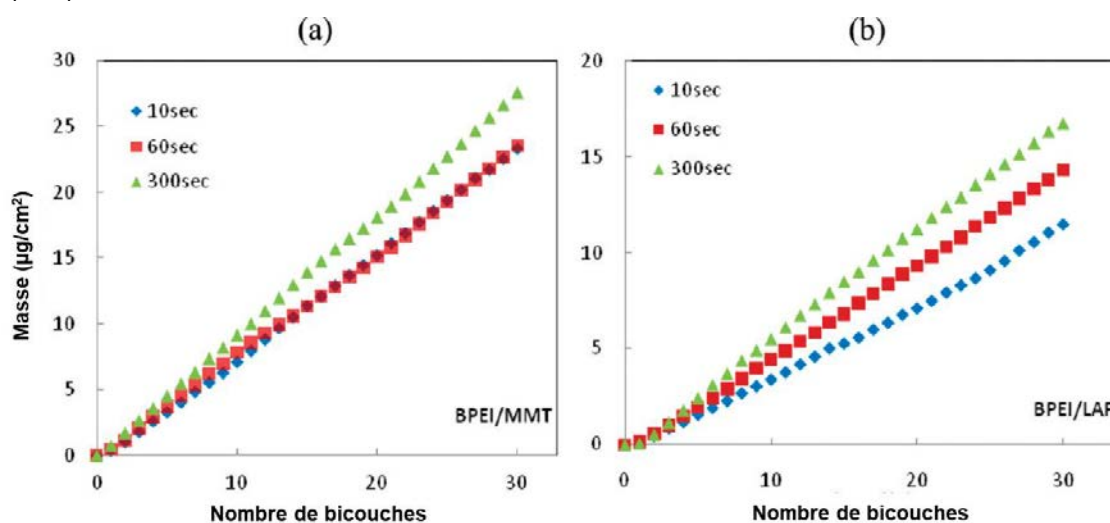 (a)
30
25
20
15
10
5
0
Masse (µg/cm²)
10sec
60sec
300sec
BPEI/MMT
0 10 20 30
Nombre de bicouches
(b)
20
15
10
5
0
10sec
60sec
300sec
0 10 20 30
Nombre de bicouches